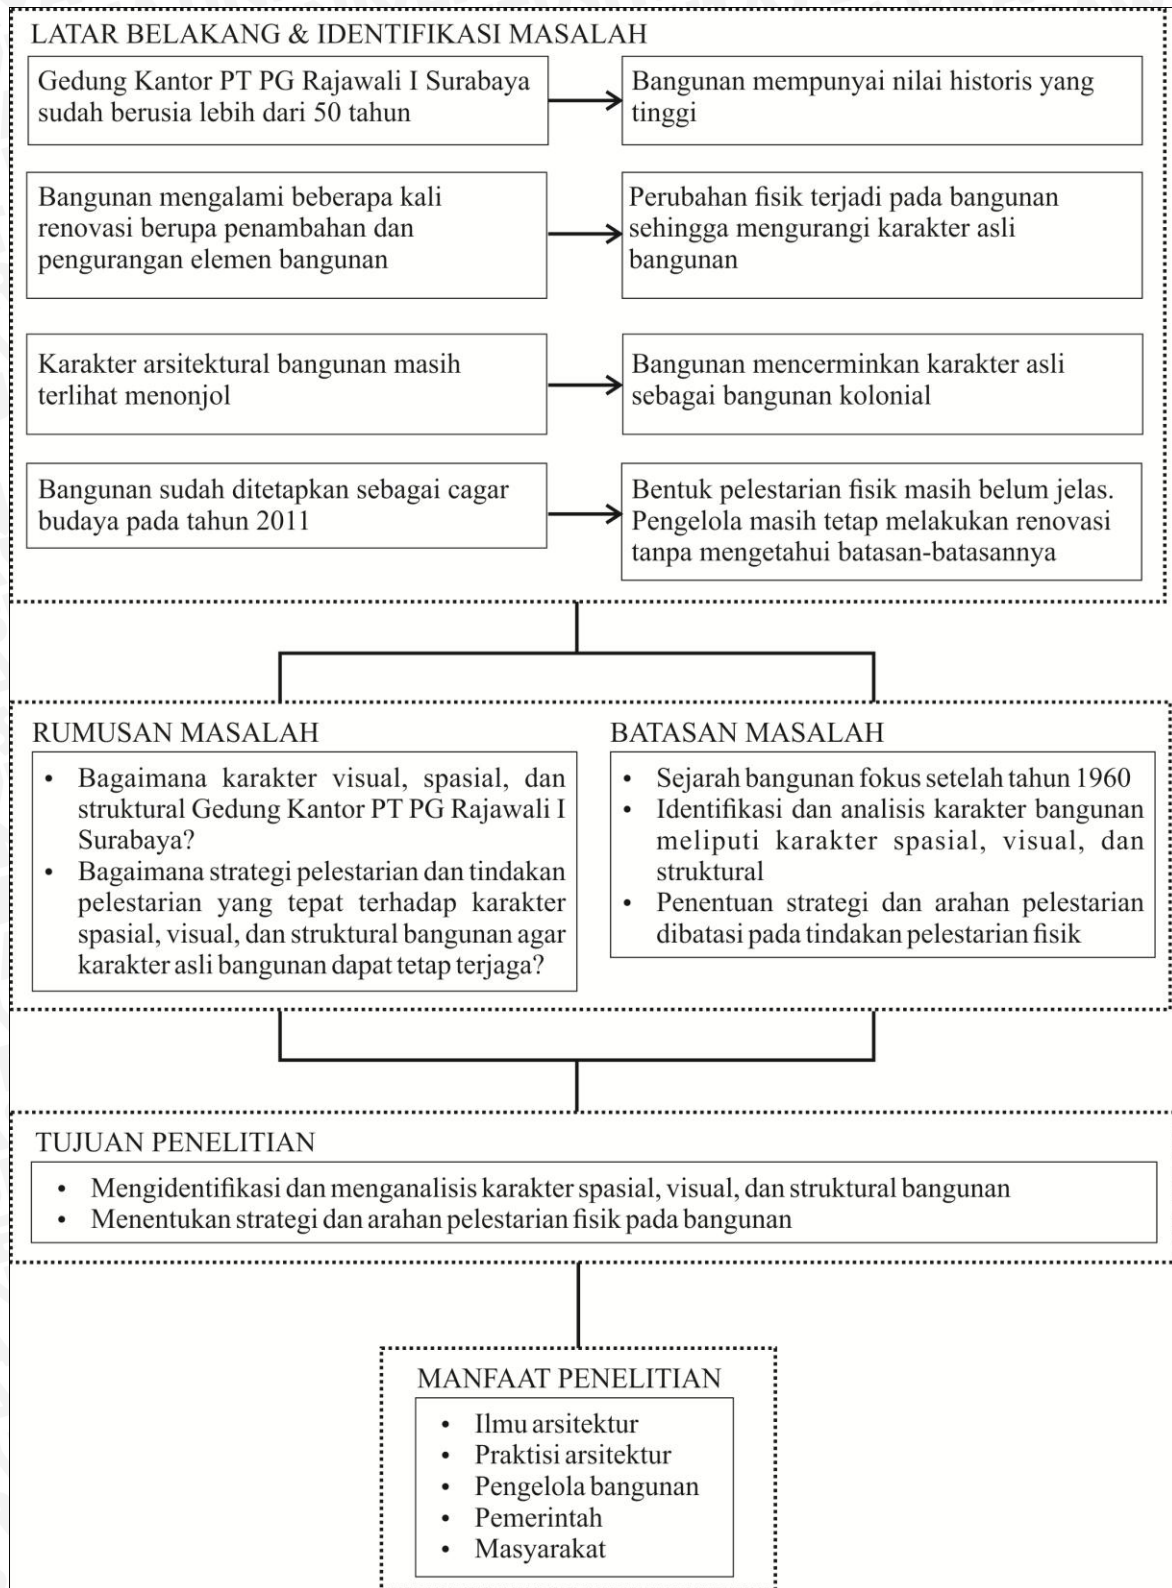 LATAR BELAKANG & IDENTIFIKASI MASALAH
Gedung Kantor PT PG Rajawali I Surabaya
sudah berusia lebih dari 50 tahun
Bangunan mempunyai nilai historis yang
tinggi
Bangunan mengalami beberapa kali
renovasi berupa penambahan dan
pengurangan elemen bangunan
Perubahan fisik terjadi pada bangunan
sehingga mengurangi karakter asli
bangunan
Karakter arsitektural bangunan masih
terlihat menonjol
Bangunan mencerminkan karakter asli
sebagai bangunan kolonial
Bangunan sudah ditetapkan sebagai cagar
budaya pada tahun 2011
Bentuk pelestarian fisik masih belum jelas.
Pengelola masih tetap melakukan renovasi
tanpa mengetahui batasan-batasannya
RUMUSAN MASALAH
• Bagaimana karakter visual, spasial, dan
struktural Gedung Kantor PT PG Rajawali I
Surabaya?
• Bagaimana strategi pelestarian dan tindakan
pelestarian yang tepat terhadap karakter
spasial, visual, dan struktural bangunan agar
karakter asli bangunan dapat tetap terjaga?
BATASAN MASALAH
• Sejarah bangunan fokus setelah tahun 1960
• Identifikasi dan analisis karakter bangunan
meliputi karakter spasial, visual, dan
struktural
• Penentuan strategi dan arahan pelestarian
dibatasi pada tindakan pelestarian fisik
TUJUAN PENELITIAN
• Mengidentifikasi dan menganalisis karakter spasial, visual, dan struktural bangunan
• Menentukan strategi dan arahan pelestarian fisik pada bangunan
MANFAAT PENELITIAN
• Ilmu arsitektur
• Praktisi arsitektur
• Pengelola bangunan
• Pemerintah
• Masyarakat